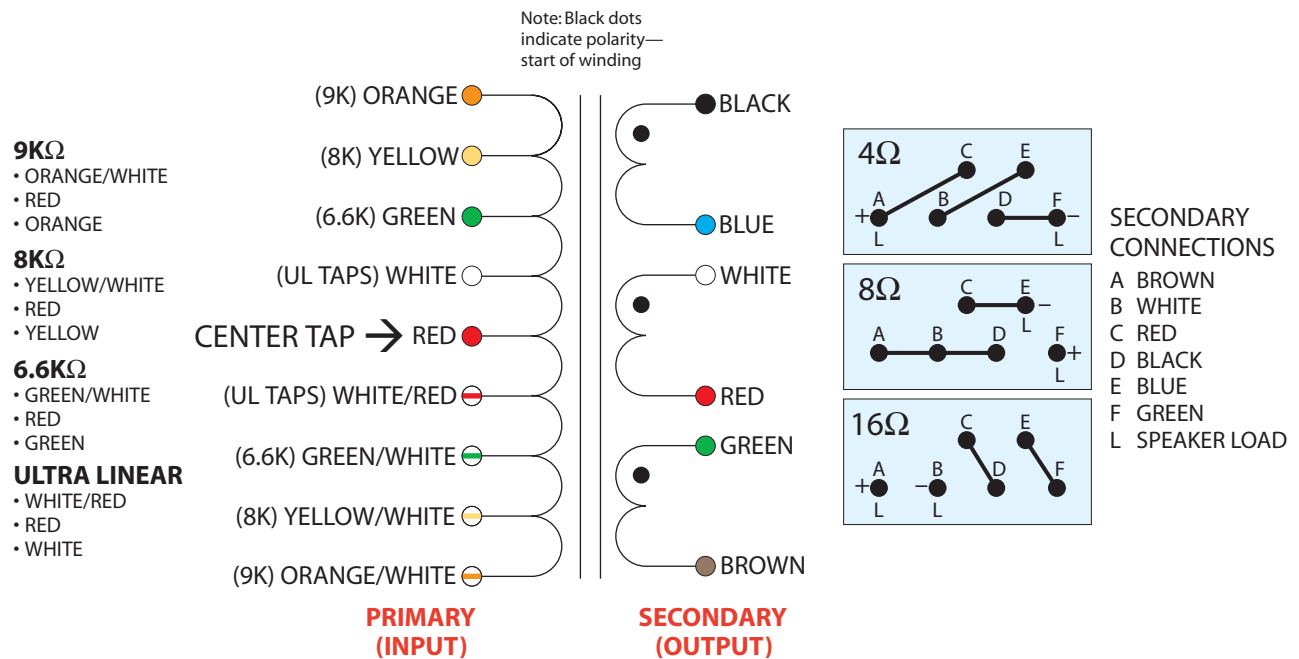 Note: Black dots
indicate polarity—
start of winding
9KΩ
• ORANGE/WHITE
• RED
• ORANGE
8KΩ
• YELLOW/WHITE
• RED
• YELLOW
6.6KΩ
• GREEN/WHITE
• RED
• GREEN
ULTRA LINEAR
• WHITE/RED
• RED
• WHITE
(9K) ORANGE
(8K) YELLOW
(6.6K) GREEN
(UL TAPS) WHITE
CENTER TAP → RED
(UL TAPS) WHITE/RED
(6.6K) GREEN/WHITE
(8K) YELLOW/WHITE
(9K) ORANGE/WHITE
PRIMARY
(INPUT)
BLACK
BLUE
WHITE
RED
GREEN
BROWN
SECONDARY
(OUTPUT)
4Ω
C E
A B D F
+ −
L L
8Ω
C E
−
L
A B D F
+
L
16Ω
C E
A B D F
+ −
L L
SECONDARY
CONNECTIONS
A BROWN
B WHITE
C RED
D BLACK
E BLUE
F GREEN
L SPEAKER LOAD